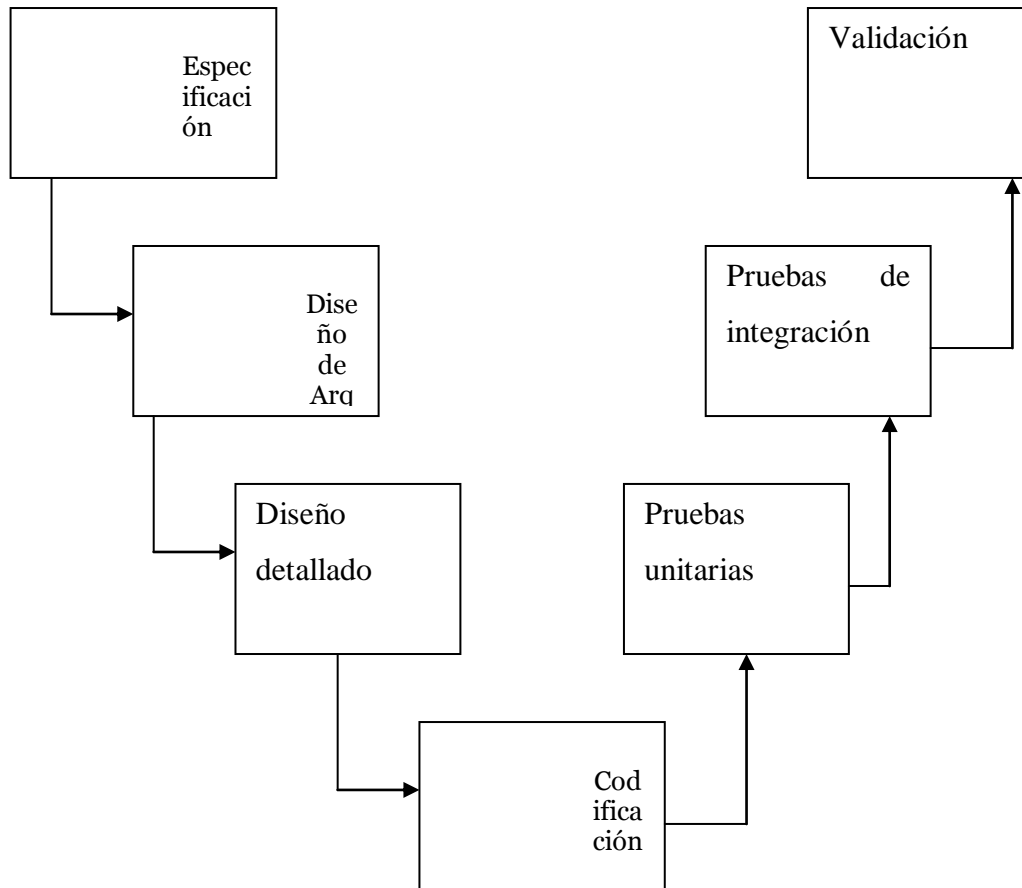 Espec
ificaci
ón
Validación
Dise
ño
de
Arq
Pruebas de
integración
Diseño
detallado
Pruebas
unitarias
Cod
ifica
ción